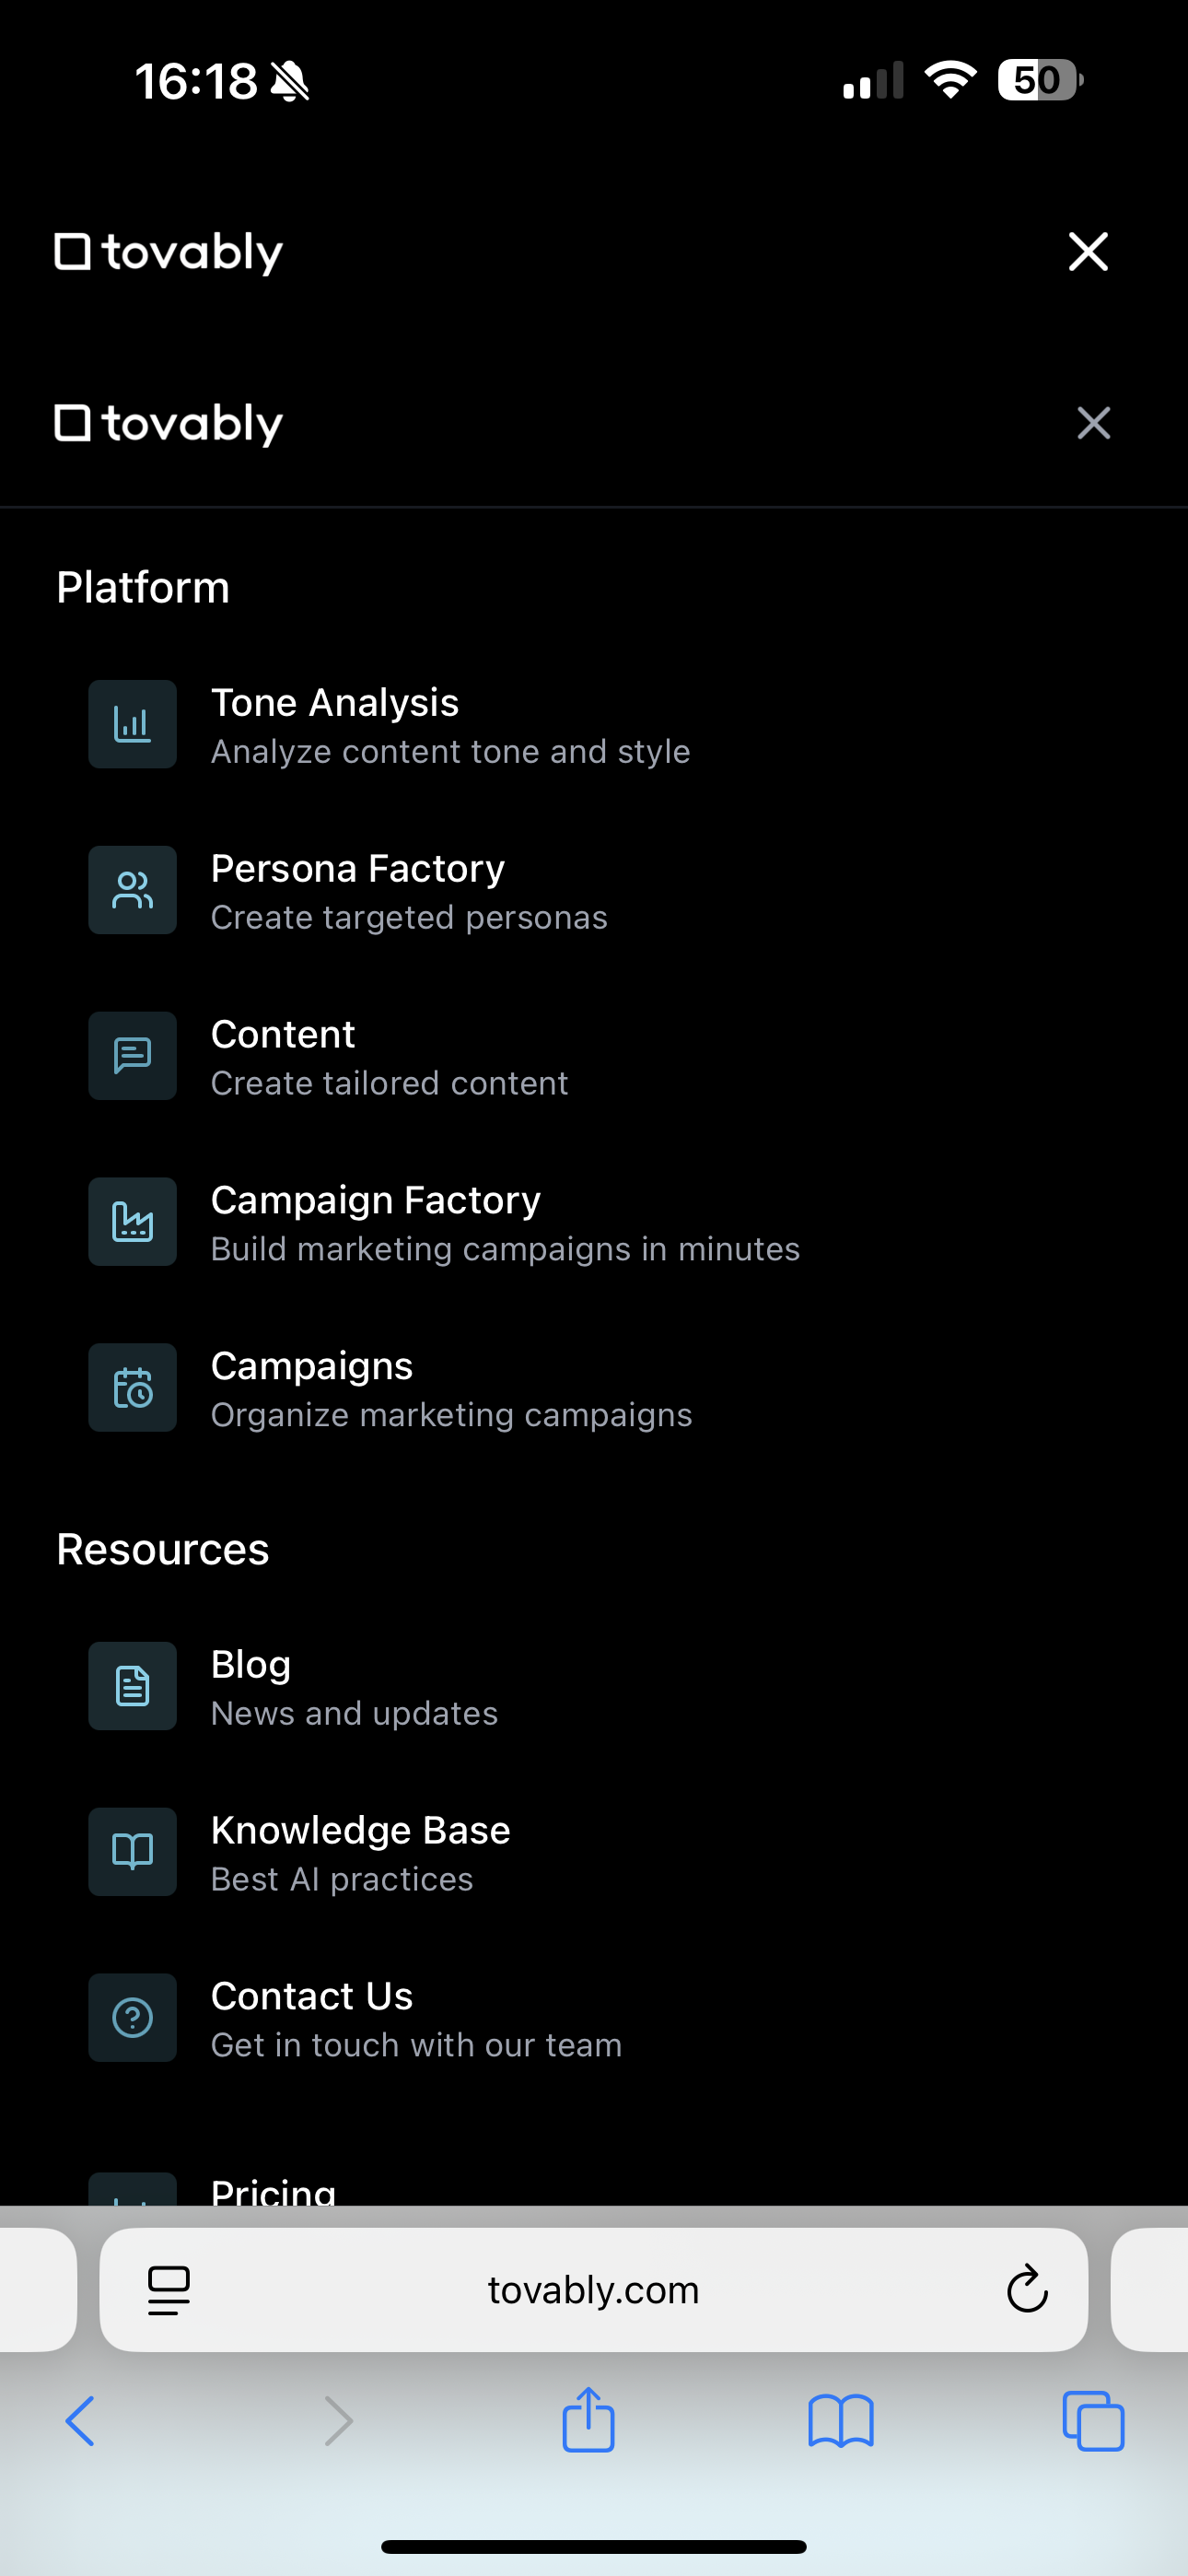 16:18
50
tovably
tovably
Platform
Tone Analysis
Analyze content tone and style
Persona Factory
Create targeted personas
Content
Create tailored content
Campaign Factory
Build marketing campaigns in minutes
Campaigns
Organize marketing campaigns
Resources
Blog
News and updates
Knowledge Base
Best AI practices
Contact Us
Get in touch with our team
Pricing
tovably.com